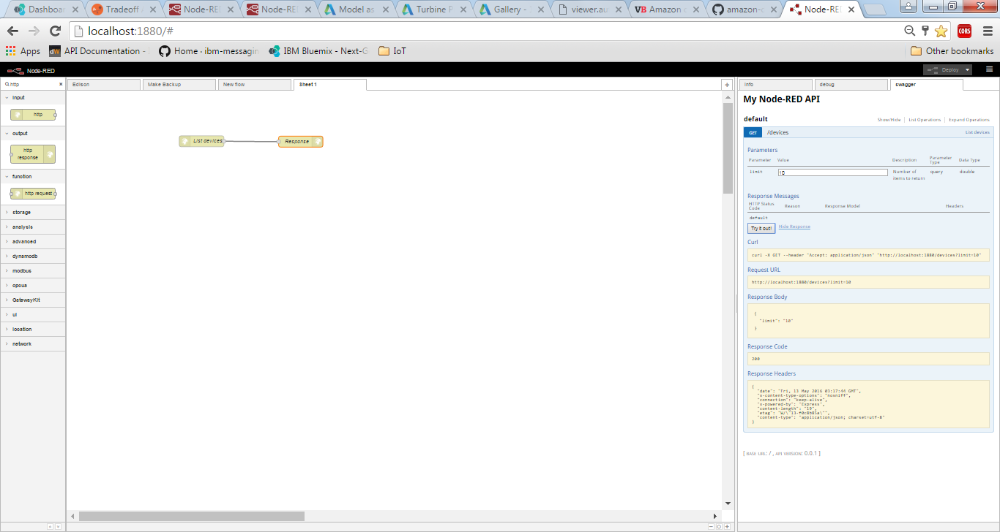 Dashboa
Tradeoff
Node-RED
Node-RED
Model as
Turbine P
Gallery -
viewer.au
Amazon
amazon-
Node-RE
localhost:1880/#
CORS
Apps
API Documentation -
Home · ibm-messagin
IBM Bluemix - Next-G
IoT
Other bookmarks
Node-RED
Deploy
http
Edison
Make Backup
New flow
Sheet 1
info
debug
swagger
input
http
output
http
response
function
http request
storage
analysis
advanced
dynamodb
modbus
opcua
GatewayKit
ui
location
network
List devices
Response
My Node-RED API
default
Show/Hide
List Operations
Expand Operations
GET
/devices
List devices
Parameters
Parameter
Value
Description
Parameter
Type
Data Type
limit
10
Number of
items to return
query
double
Response Messages
HTTP Status
Code
Reason
Response Model
Headers
default
Try it out!
Hide Response
Curl
curl -X GET --header "Accept: application/json" "http://localhost:1880/devices?limit=10"
Request URL
http://localhost:1880/devices?limit=10
Response Body
{
"limit": "10"
}
Response Code
200
Response Headers
{
"date": "Fri, 13 May 2016 03:17:44 GMT",
"x-content-type-options": "nosniff",
"connection": "keep-alive",
"x-powered-by": "Express",
"content-length": "19",
"etag": "W/\"13-f0c8b85a\"",
"content-type": "application/json; charset=utf-8"
}
[ BASE URL: / , API VERSION: 0.0.1 ]